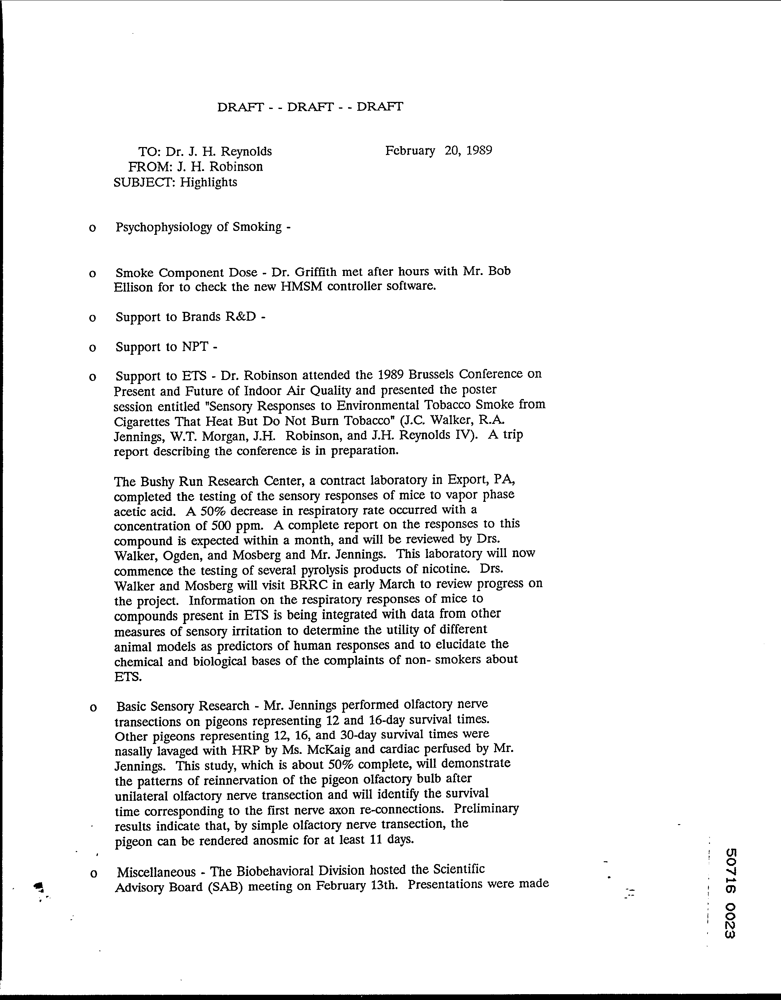 DRAFT - - DRAFT - - DRAFT
TO: Dr. J. H. Reynolds February 20, 1989
FROM: J. H. Robinson
SUBJECT: Highlights
o Psychophysiology of Smoking -
o Smoke Component Dose - Dr. Griffith met after hours with Mr. Bob
Ellison for to check the new HMSM controller software.
o Support to Brands R&D -
o Support to NPT -
o Support to ETS - Dr. Robinson attended the 1989 Brussels Conference on
Present and Future of Indoor Air Quality and presented the poster
session entitled "Sensory Responses to Environmental Tobacco Smoke from
Cigarettes That Heat But Do Not Burn Tobacco" (J.C. Walker, R.A.
Jennings, W.T. Morgan, J.H. Robinson, and J.H. Reynolds IV). A trip
report describing the conference is in preparation.
The Bushy Run Research Center, a contract laboratory in Export, PA,
completed the testing of the sensory responses of mice to vapor phase
acetic acid. A 50% decrease in respiratory rate occurred with a
concentration of 500 ppm. A complete report on the responses to this
compound is expected within a month, and will be reviewed by Drs.
Walker, Ogden, and Mosberg and Mr. Jennings. This laboratory will now
commence the testing of several pyrolysis products of nicotine. Drs.
Walker and Mosberg will visit BRRC in early March to review progress on
the project. Information on the respiratory responses of mice to
compounds present in ETS is being integrated with data from other
measures of sensory irritation to determine the utility of different
animal models as predictors of human responses and to elucidate the
chemical and biological bases of the complaints of non- smokers about
ETS.
o Basic Sensory Research - Mr. Jennings performed olfactory nerve
transections on pigeons representing 12 and 16-day survival times.
Other pigeons representing 12, 16, and 30-day survival times were
nasally lavaged with HRP by Ms. McKaig and cardiac perfused by Mr.
Jennings. This study, which is about 50% complete, will demonstrate
the patterns of reinnervation of the pigeon olfactory bulb after
unilateral olfactory nerve transection and will identify the survival
time corresponding to the first nerve axon re-connections. Preliminary
results indicate that, by simple olfactory nerve transection, the
pigeon can be rendered anosmic for at least 11 days.
o Miscellaneous - The Biobehavioral Division hosted the Scientific
Advisory Board (SAB) meeting on February 13th. Presentations were made
50716 0023